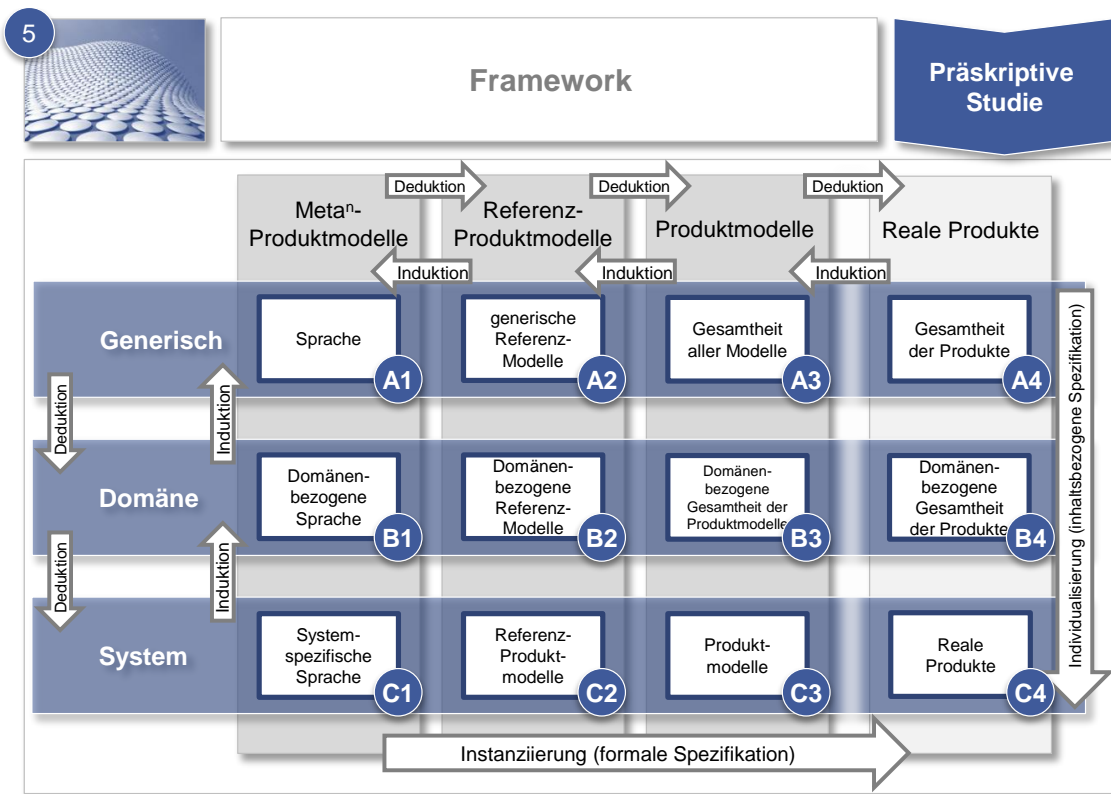 5
Framework
Präskriptive
Studie
Deduktion
Deduktion
Deduktion
Metaⁿ-
Produktmodelle
Referenz-
Produktmodelle
Produktmodelle
Reale Produkte
Induktion
Induktion
Induktion
Generisch
Sprache
A1
generische
Referenz-
Modelle
A2
Gesamtheit
aller Modelle
A3
Gesamtheit
der Produkte
A4
Deduktion
Induktion
Domäne
Domänen-
bezogene
Sprache
B1
Domänen-
bezogene
Referenz-
Modelle
B2
Domänen-
bezogene
Gesamtheit der
Produktmodelle
B3
Domänen-
bezogene
Gesamtheit
der Produkte
B4
Deduktion
Induktion
System
System-
spezifische
Sprache
C1
Referenz-
Produkt-
modelle
C2
Produkt-
modelle
C3
Reale
Produkte
C4
Individualisierung (inhaltsbezogene Spezifikation)
Instanziierung (formale Spezifikation)